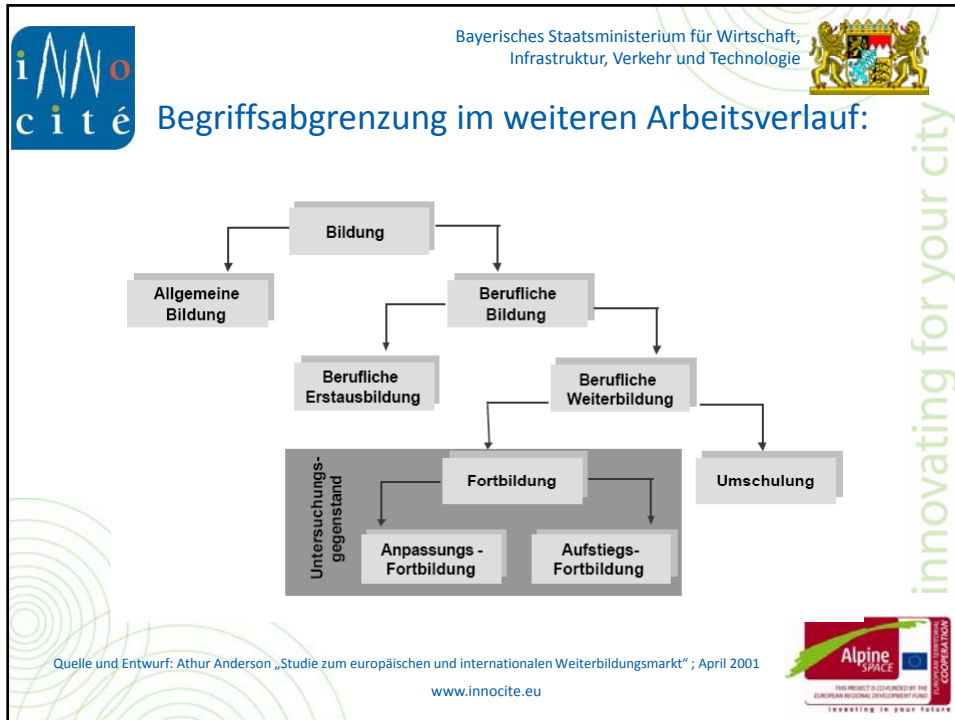 iNNo
cité
Bayerisches Staatsministerium für Wirtschaft,
Infrastruktur, Verkehr und Technologie
Begriffsabgrenzung im weiteren Arbeitsverlauf:
innovating for your city
Bildung
Allgemeine
Bildung
Berufliche
Bildung
Berufliche
Erstausbildung
Berufliche
Weiterbildung
Untersuchungs-
gegenstand
Fortbildung
Umschulung
Anpassungs -
Fortbildung
Aufstiegs-
Fortbildung
Quelle und Entwurf: Athur Anderson „Studie zum europäischen und internationalen Weiterbildungsmarkt“ ; April 2001
www.innocite.eu
Alpine
SPACE
EUROPEAN TERRITORIAL
COOPERATION
THIS PROJECT IS CO-FUNDED BY THE
EUROPEAN REGIONAL DEVELOPMENT FUND
investing in your future